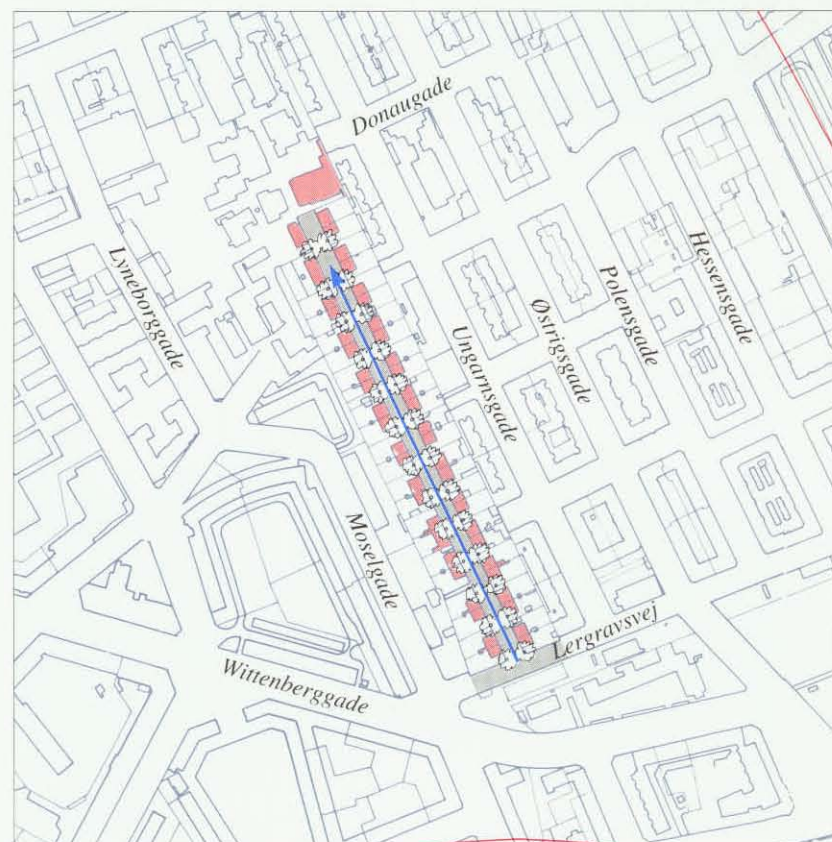 Donaugade
Lyneborggade
Hessensgade
Polensgade
Østrigsgade
Ungarnsgade
Moselgade
Lergravsvej
Wittenberggade